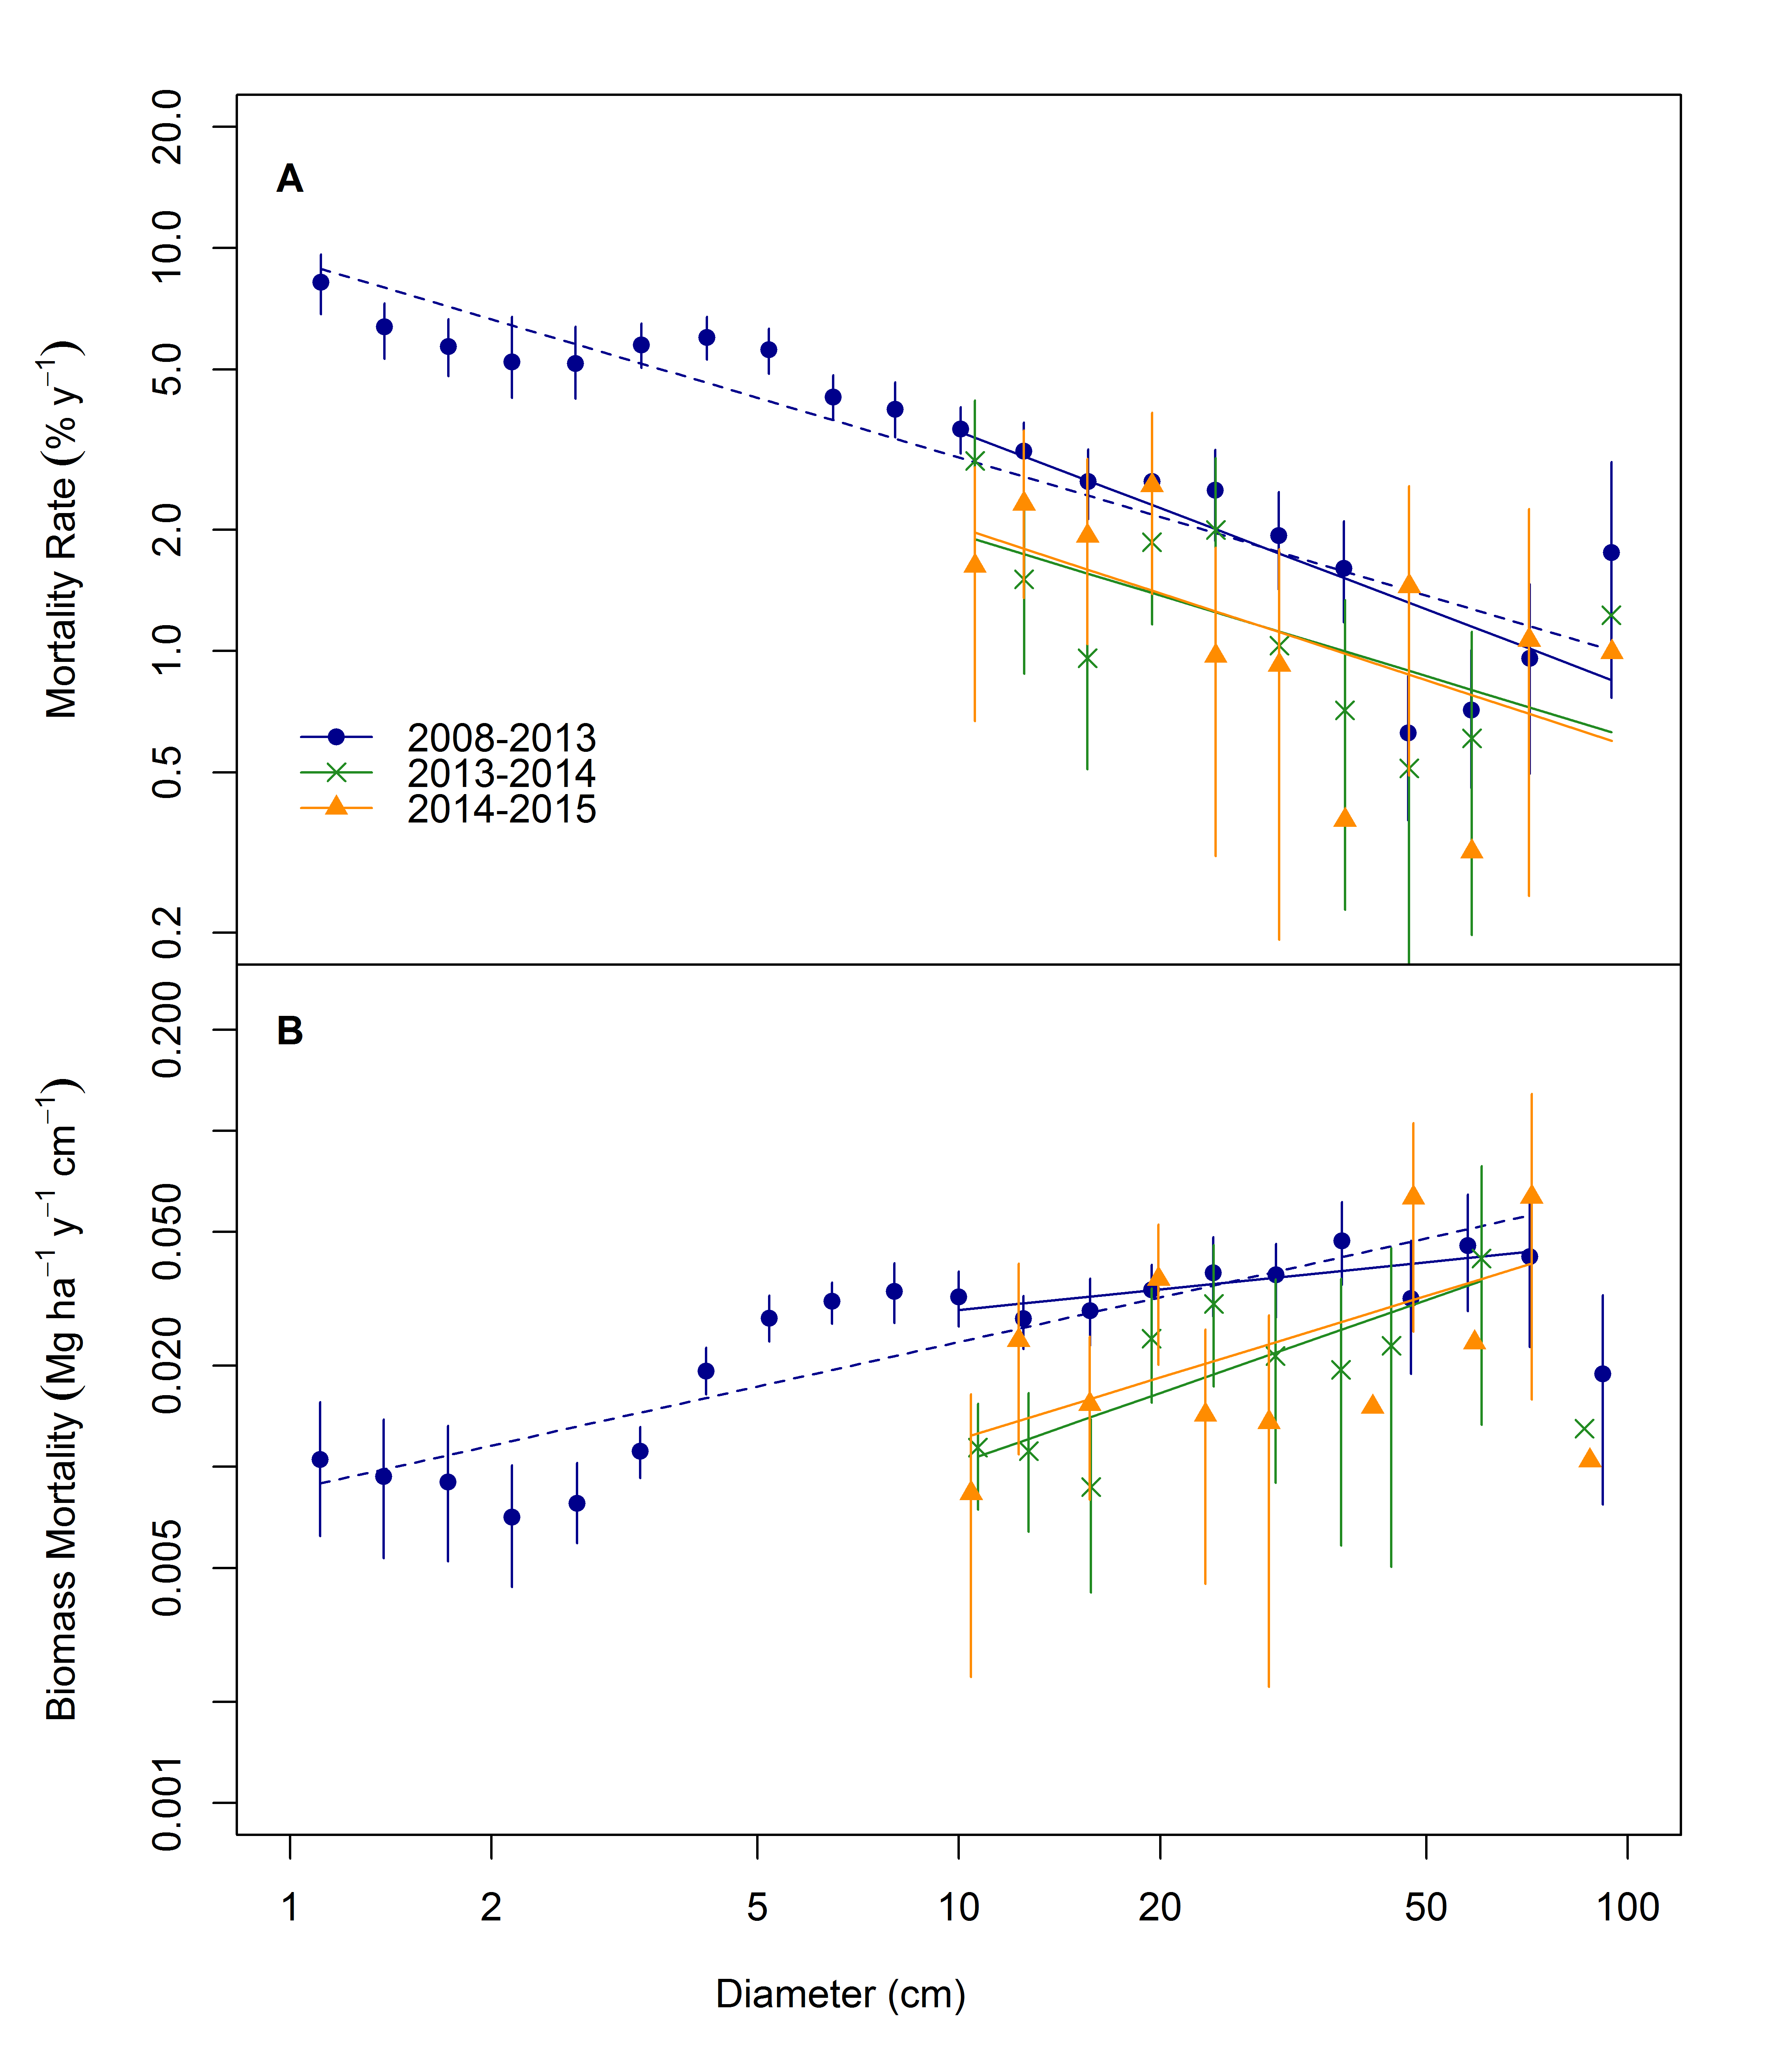 A
20.0
10.0
5.0
2.0
1.0
0.5
0.2
Mortality Rate (% y⁻¹)
2008-2013
2013-2014
2014-2015
B
0.200
0.050
0.020
0.005
0.001
Biomass Mortality (Mg ha⁻¹ y⁻¹ cm⁻¹)
1 2 5 10 20 50 100
Diameter (cm)